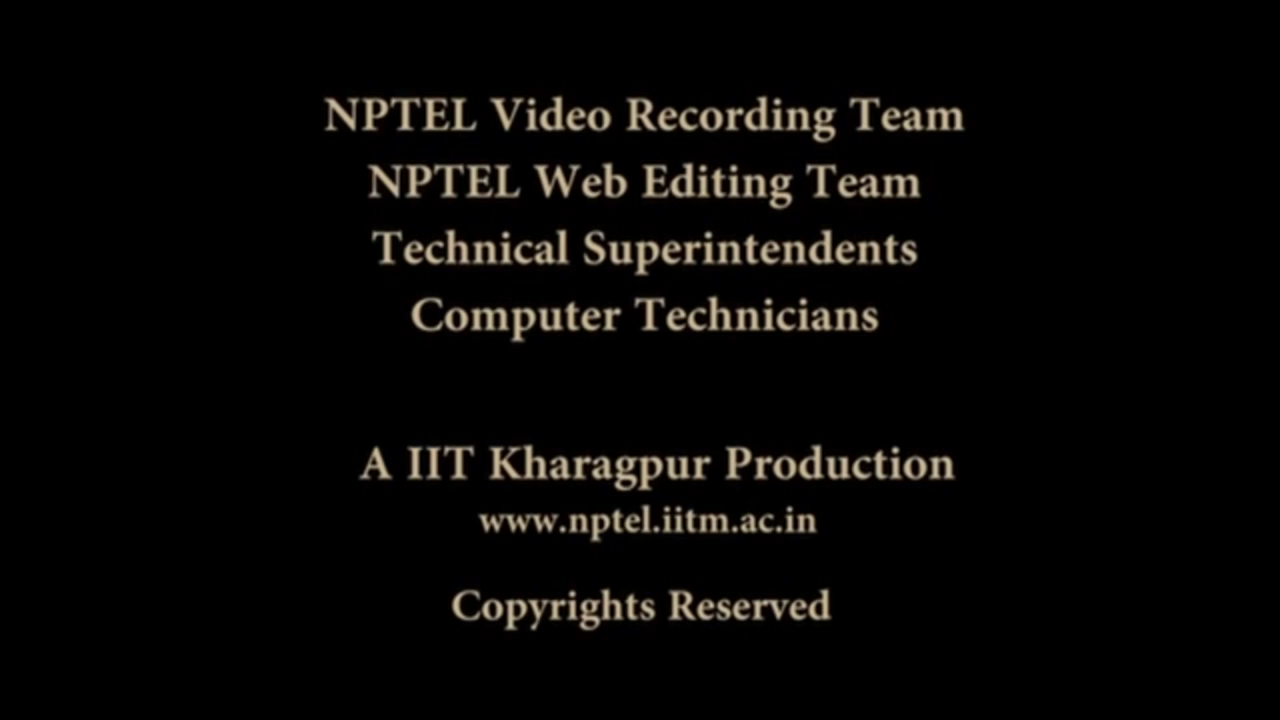 NPTEL Video Recording Team
NPTEL Web Editing Team
Technical Superintendents
Computer Technicians
A IIT Kharagpur Production
www.nptel.iitm.ac.in
Copyrights Reserved